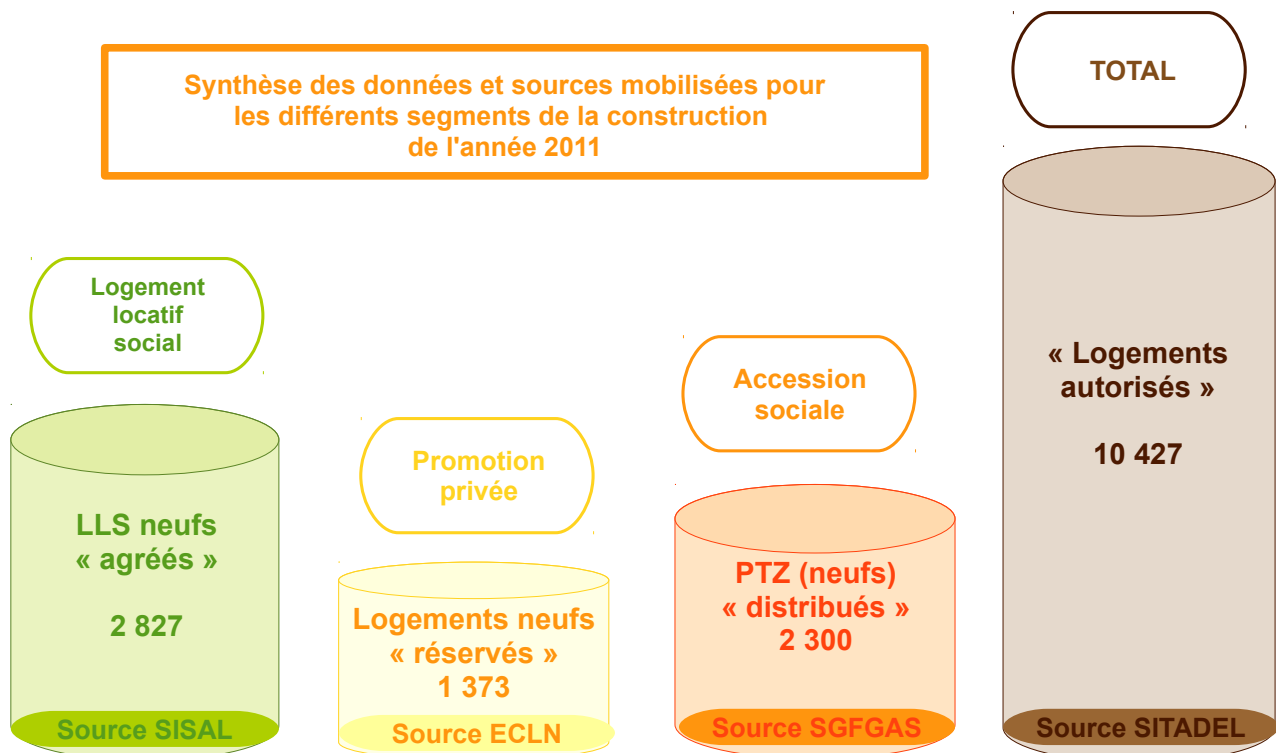 Synthèse des données et sources mobilisées pour
les différents segments de la construction
de l'année 2011
TOTAL
Logement
locatif
social
Promotion
privée
Accession
sociale
« Logements
autorisés »
10 427
LLS neufs
« agréés »
2 827
Logements neufs
« réservés »
1 373
PTZ (neufs)
« distribués »
2 300
Source SISAL
Source ECLN
Source SGFGAS
Source SITADEL